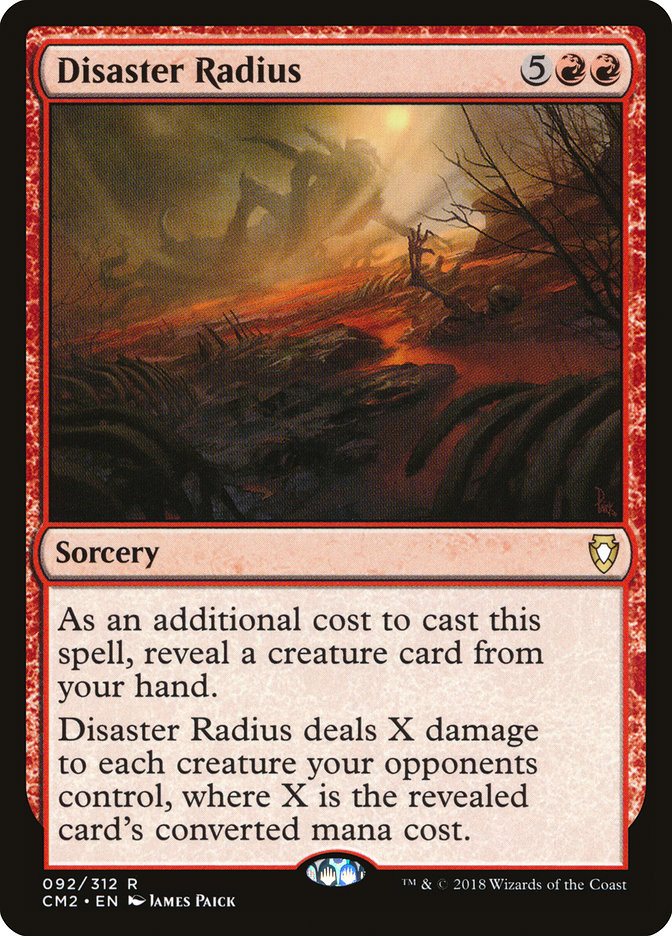 Disaster Radius
5
Sorcery
As an additional cost to cast this
spell, reveal a creature card from
your hand.
Disaster Radius deals X damage
to each creature your opponents
control, where X is the revealed
card's converted mana cost.
092/312 R
CM2 • EN James Paick
™ & © 2018 Wizards of the Coast